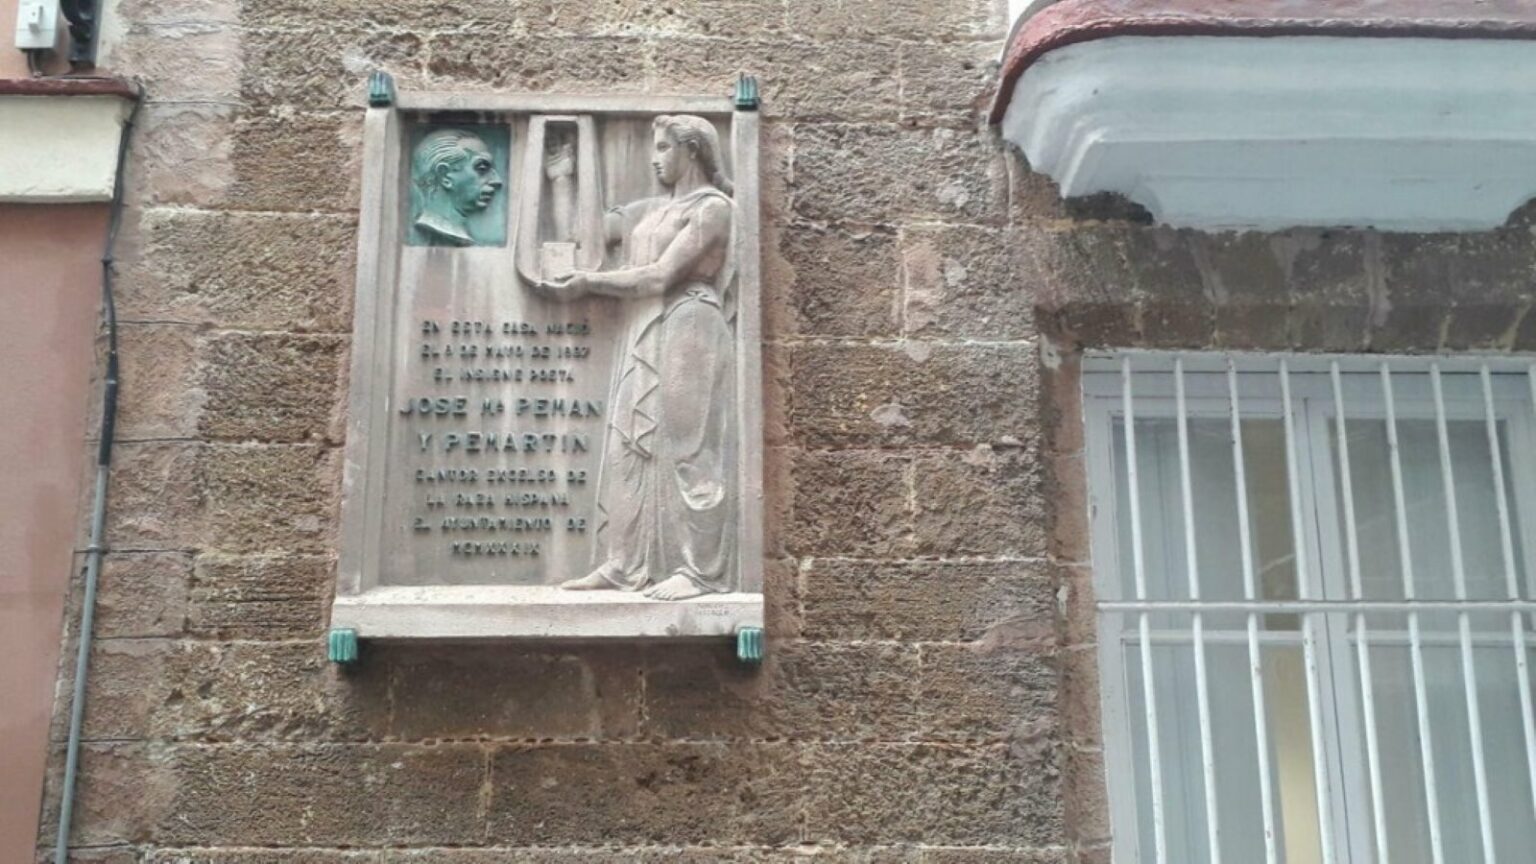 EN ESTA CASA NACIÓ
EL 8 DE MAYO DE 1897
EL INSIGNE POETA
JOSE Mª PEMAN
Y PEMARTIN
CANTOR EXCELSO DE
LA RAZA HISPANA
EL AYUNTAMIENTO DE
MCMXXXIX